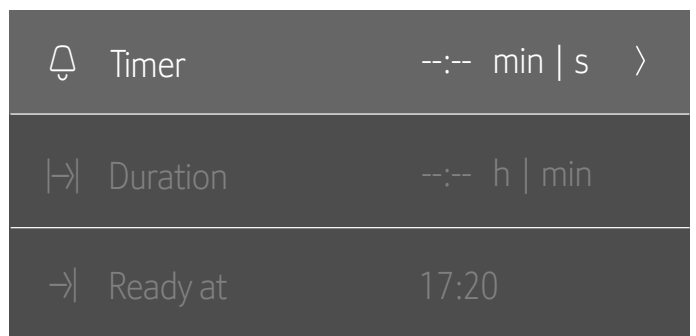 Timer --:-- min | s
Duration --:-- h | min
Ready at 17:20